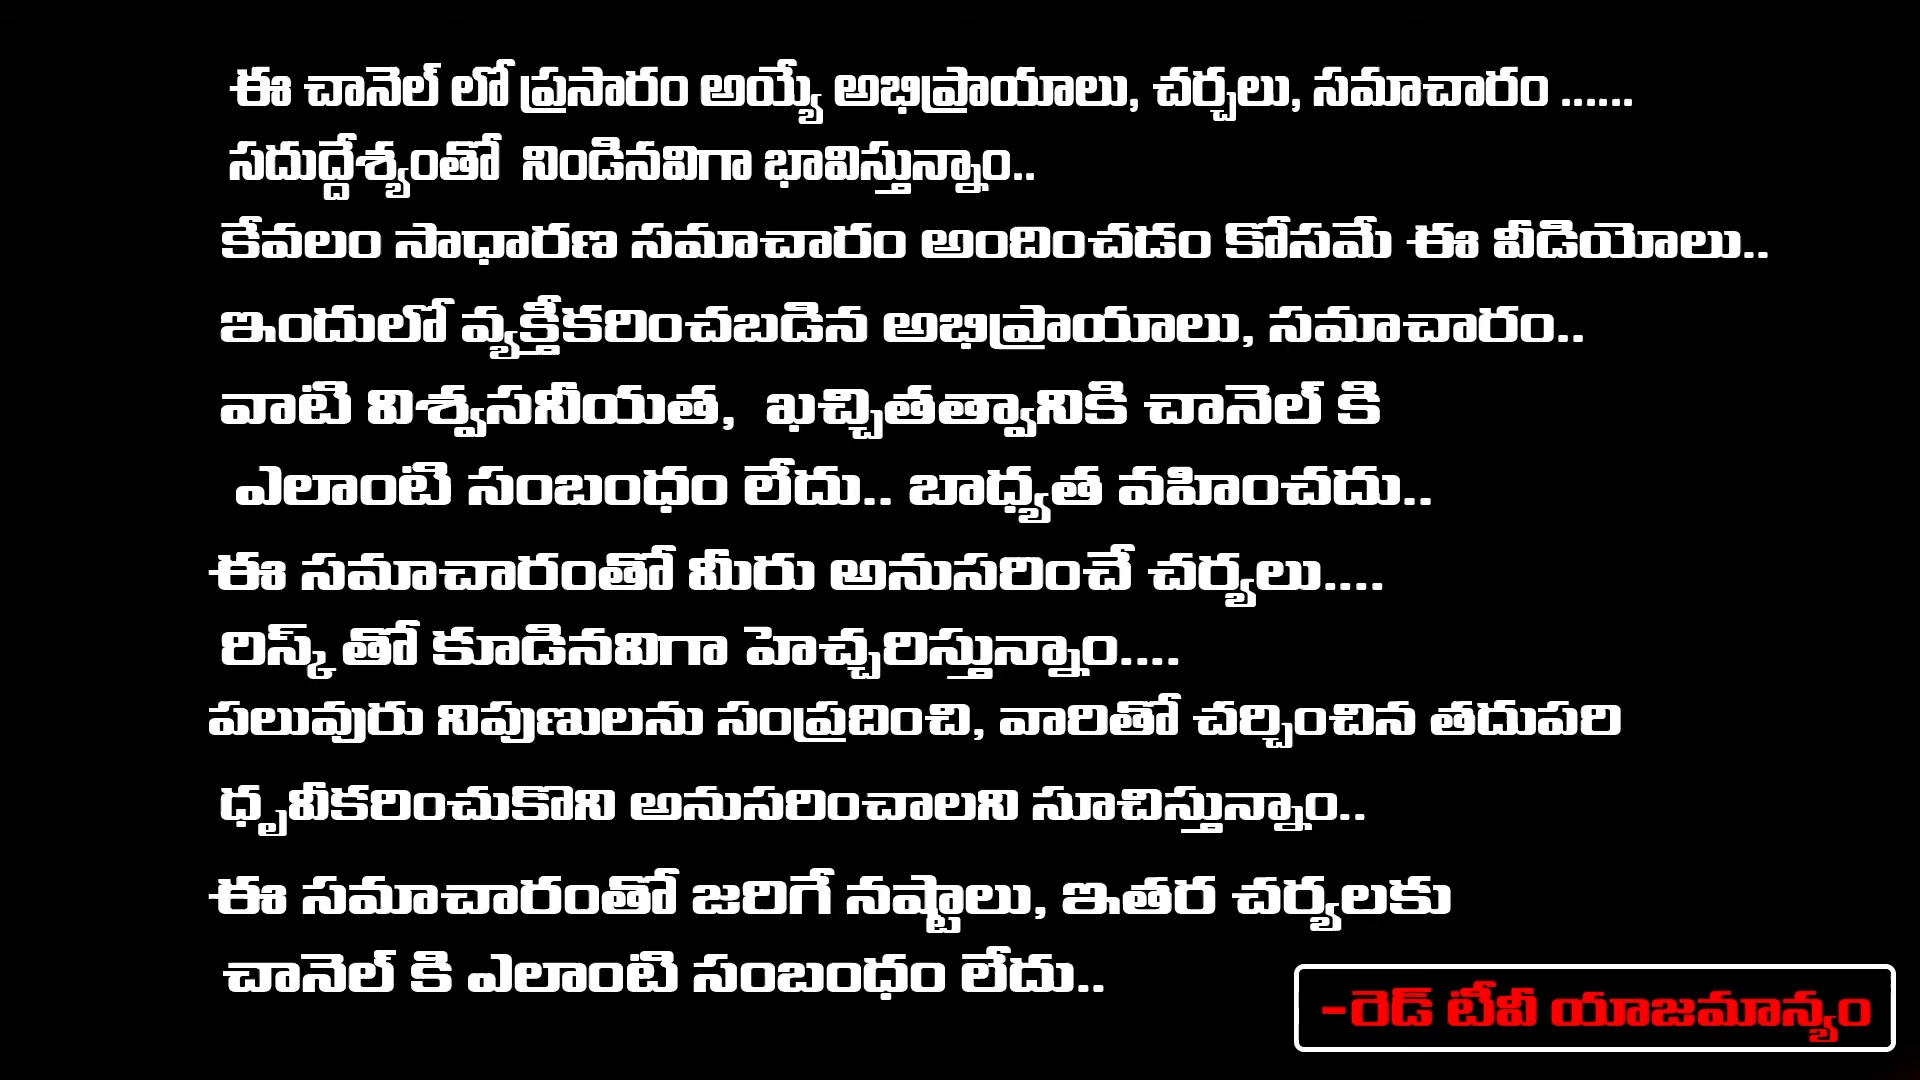 ఈ చానెల్ లో ప్రసారం అయ్యే అభిప్రాయాలు, చర్చలు, సమాచారం ......
సదుద్దేశ్యంతో నిండినవిగా భావిస్తున్నాం..
కేవలం సాధారణ సమాచారం అందించడం కోసమే ఈ వీడియోలు..
ఇందులో వ్యక్తీకరించబడిన అభిప్రాయాలు, సమాచారం..
వాటి విశ్వసనీయత, ఖచ్చితత్వానికి చానెల్ కి
ఎలాంటి సంబంధం లేదు.. బాధ్యత వహించదు..
ఈ సమాచారంతో మీరు అనుసరించే చర్యలు....
రిస్క్ తో కూడినవిగా హెచ్చరిస్తున్నాం....
పలువురు నిపుణులను సంప్రదించి, వారితో చర్చించిన తదుపరి
ధృవీకరించుకొని అనుసరించాలని సూచిస్తున్నాం..
ఈ సమాచారంతో జరిగే నష్టాలు, ఇతర చర్యలకు
చానెల్ కి ఎలాంటి సంబంధం లేదు..
-రెడ్ టీవీ యాజమాన్యం